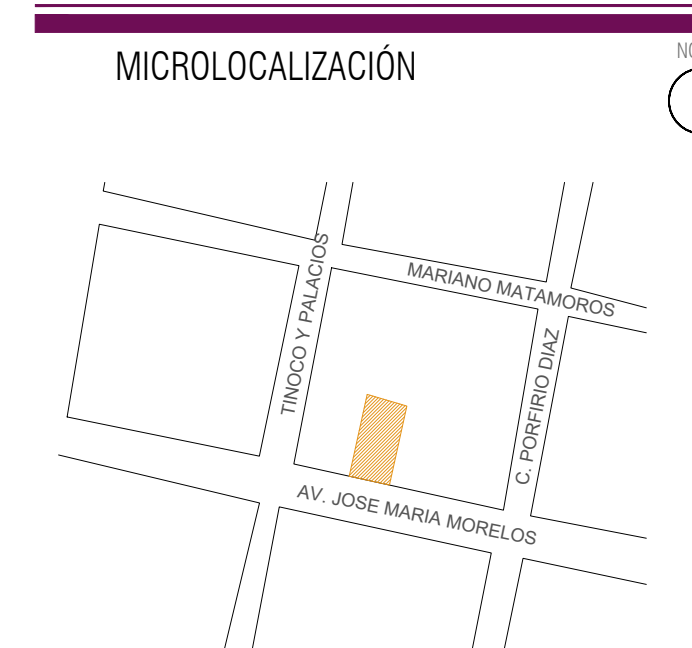 MICROLOCALIZACIÓN
MARIANO MATAMOROS
TINOCO Y PALACIOS
C. PORFIRIO DIAZ
AV. JOSE MARIA MORELOS